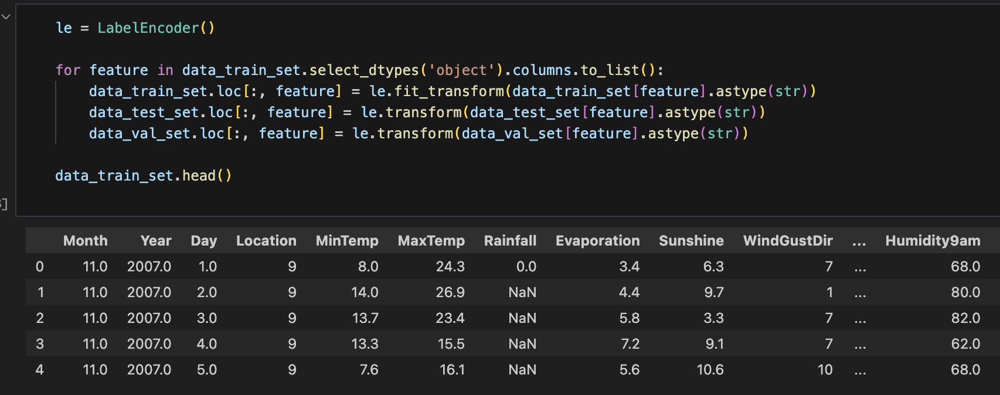 le = LabelEncoder()
for feature in data_train_set.select_dtypes('object').columns.to_list():
data_train_set.loc[:, feature] = le.fit_transform(data_train_set[feature].astype(str))
data_test_set.loc[:, feature] = le.transform(data_test_set[feature].astype(str))
data_val_set.loc[:, feature] = le.transform(data_val_set[feature].astype(str))
data_train_set.head()
]
Month Year Day Location MinTemp MaxTemp Rainfall Evaporation Sunshine WindGustDir ... Humidity9am
0 11.0 2007.0 1.0 9 8.0 24.3 0.0 3.4 6.3 7 ... 68.0
1 11.0 2007.0 2.0 9 14.0 26.9 NaN 4.4 9.7 1 ... 80.0
2 11.0 2007.0 3.0 9 13.7 23.4 NaN 5.8 3.3 7 ... 82.0
3 11.0 2007.0 4.0 9 13.3 15.5 NaN 7.2 9.1 7 ... 62.0
4 11.0 2007.0 5.0 9 7.6 16.1 NaN 5.6 10.6 10 ... 68.0